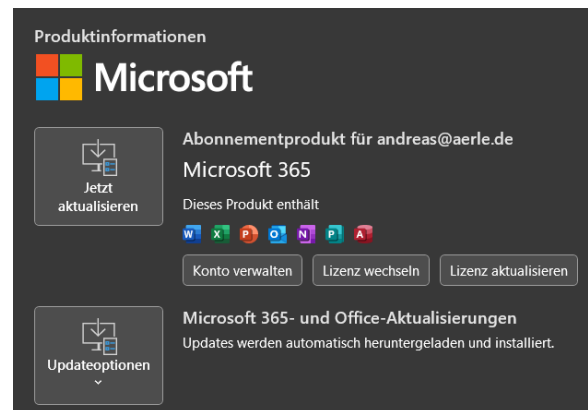 Produktinformationen
Microsoft
Jetzt
aktualisieren
Abonnementprodukt für andreas@aerle.de
Microsoft 365
Dieses Produkt enthält
W X P O N P A
Konto verwalten
Lizenz wechseln
Lizenz aktualisieren
Updateoptionen
Microsoft 365- und Office-Aktualisierungen
Updates werden automatisch heruntergeladen und installiert.